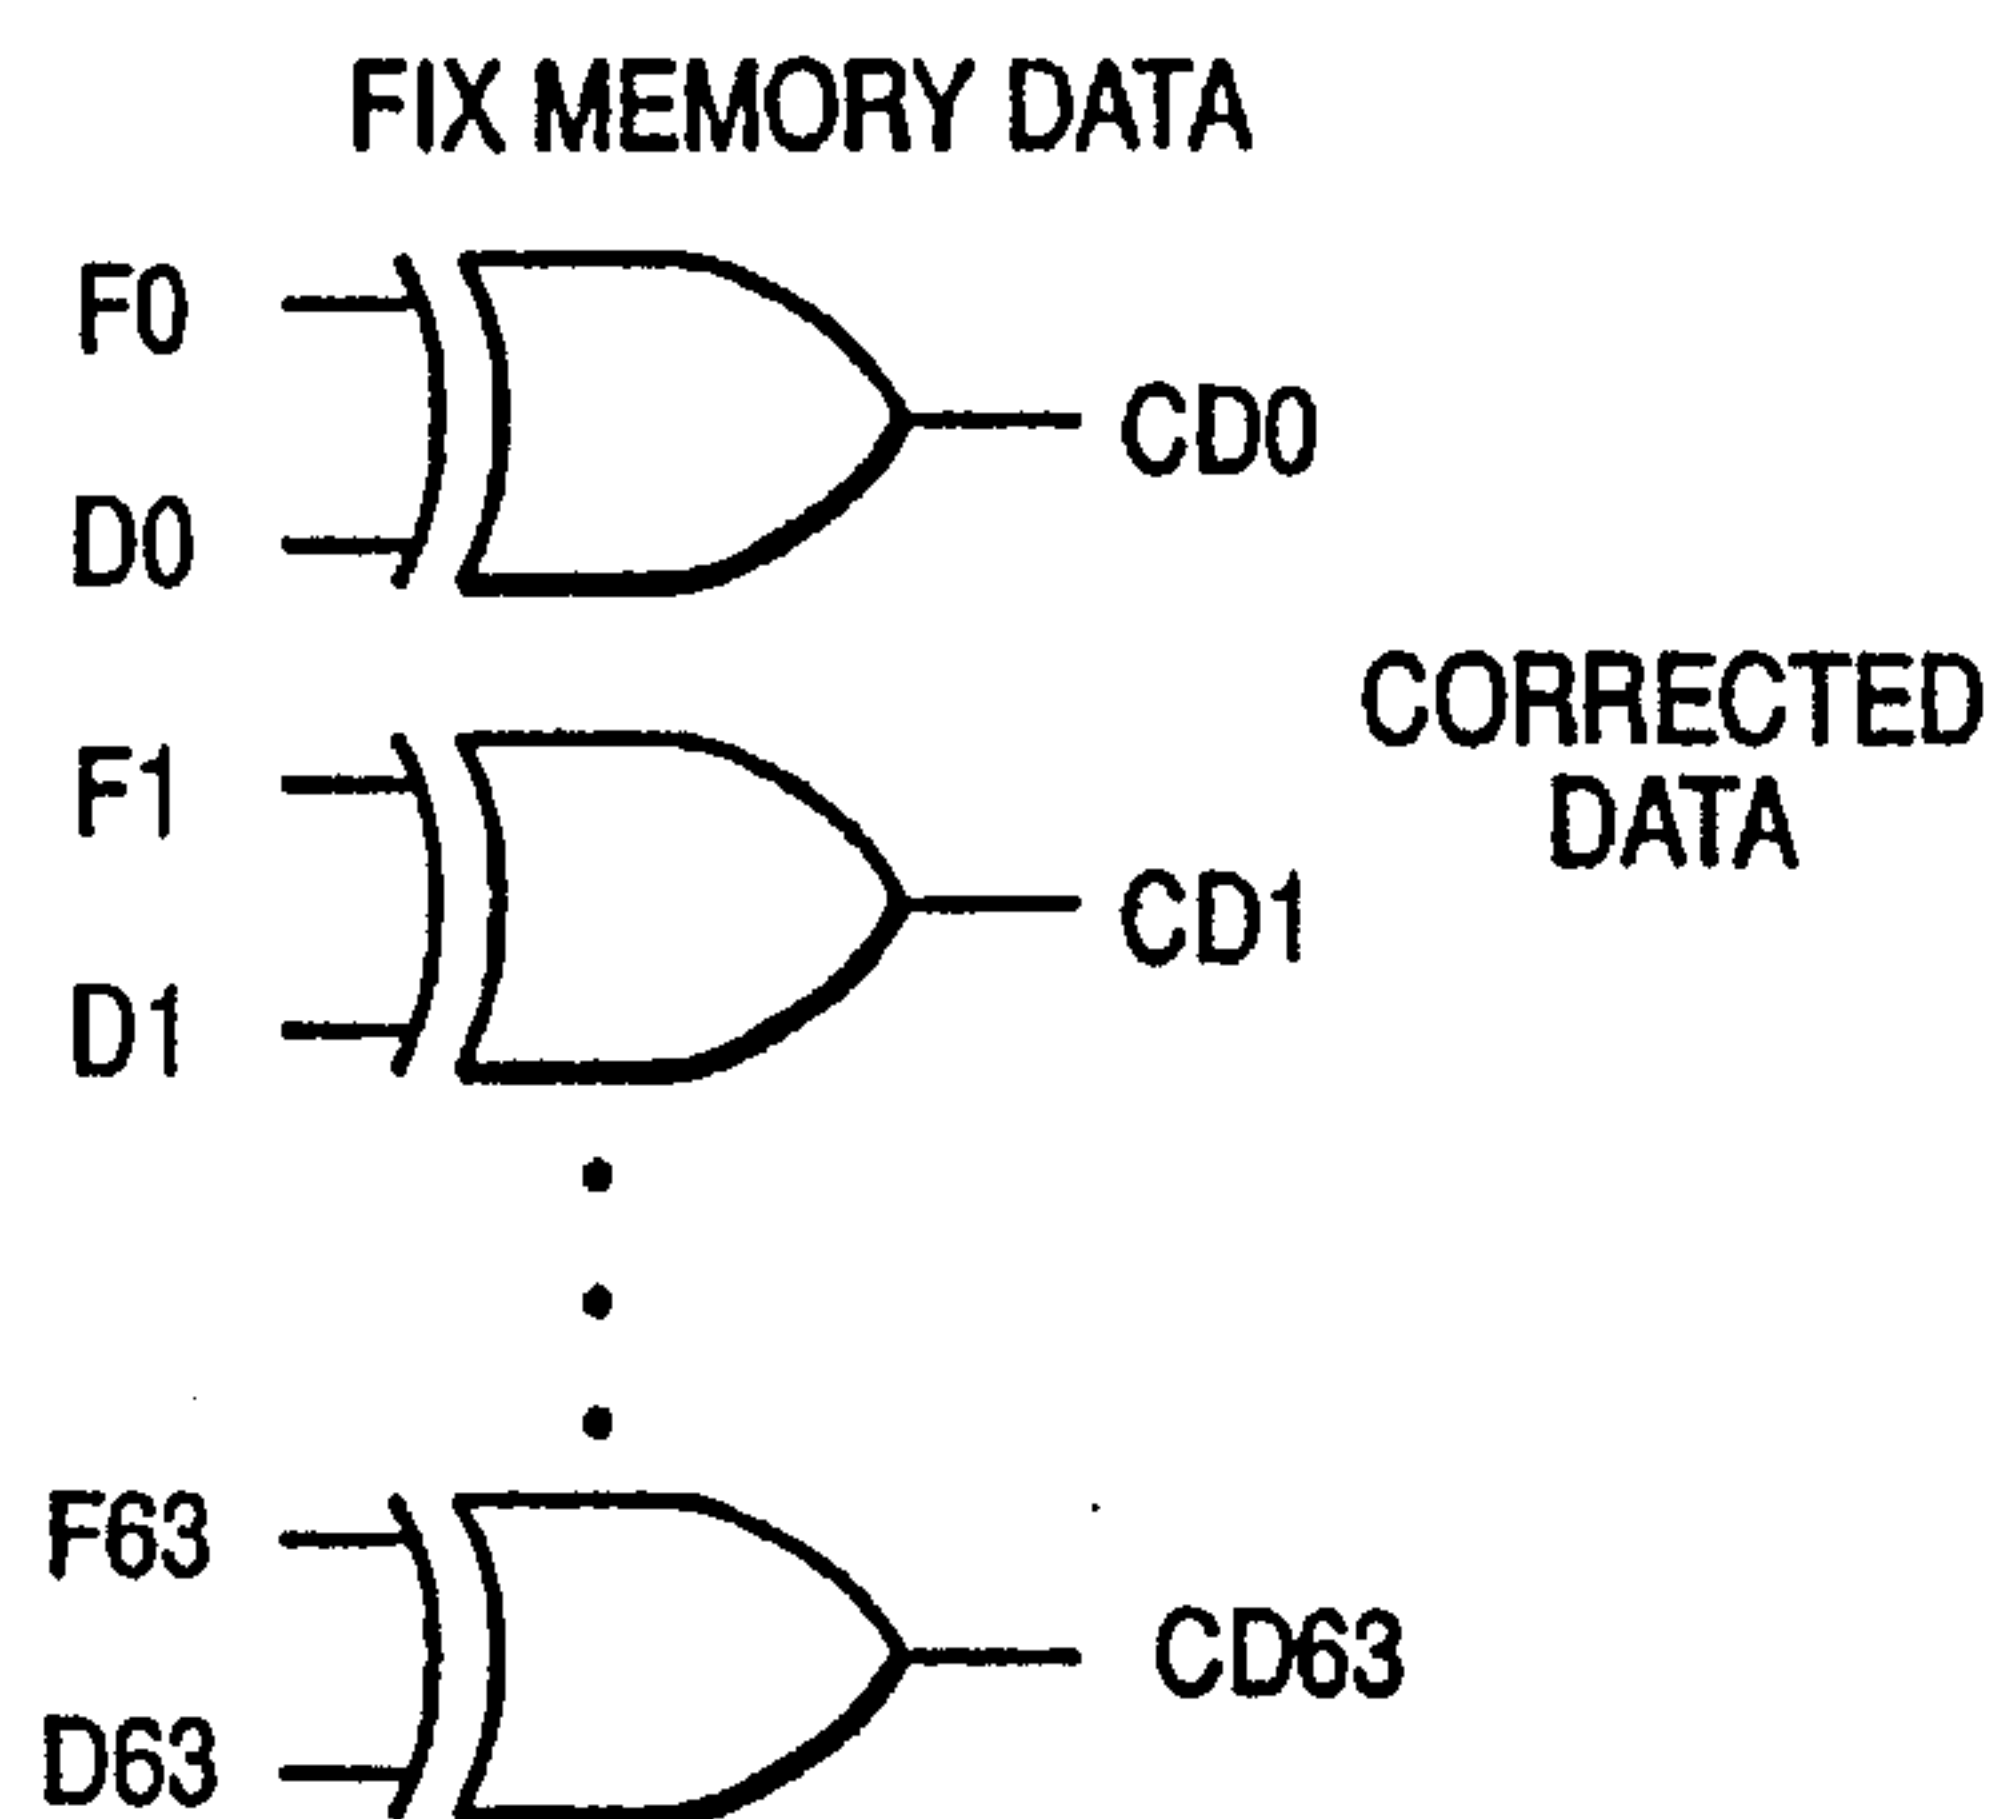 FIX MEMORY DATA
F0
D0
CD0
CORRECTED
DATA
F1
D1
CD1
F63
D63
CD63